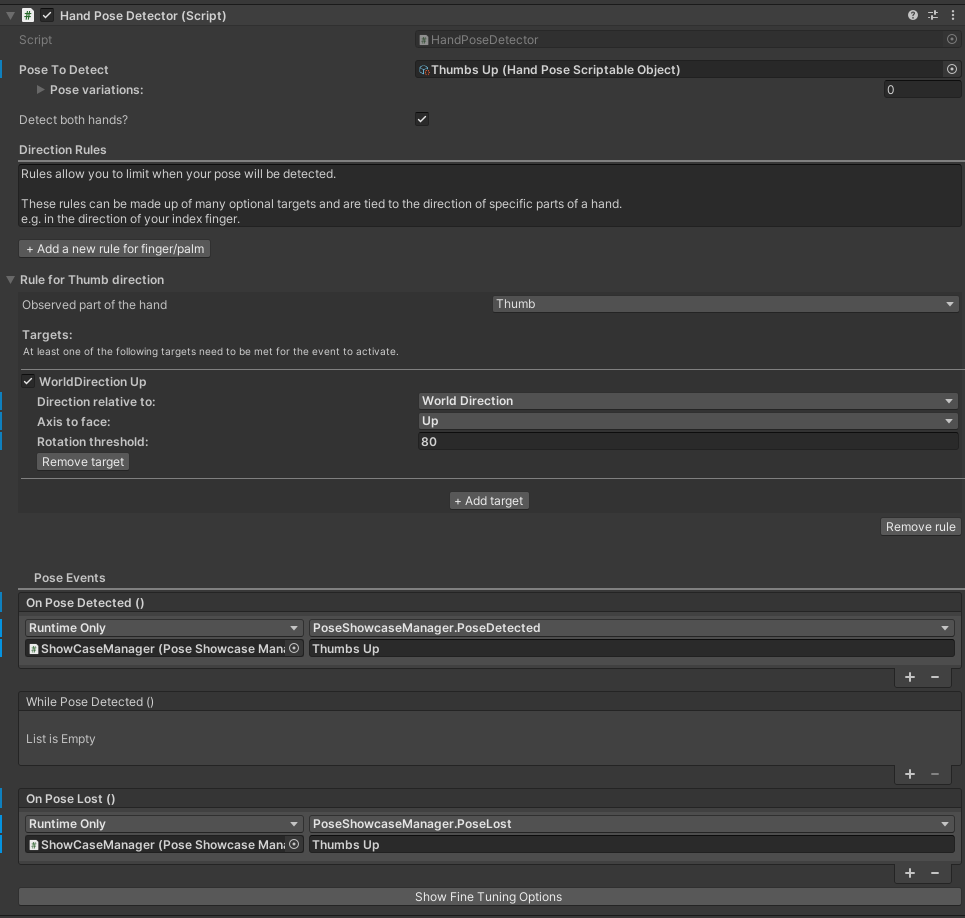 Hand Pose Detector (Script)
Script
HandPoseDetector
Pose To Detect
Thumbs Up (Hand Pose Scriptable Object)
Pose variations:
0
Detect both hands?
Direction Rules
Rules allow you to limit when your pose will be detected.
These rules can be made up of many optional targets and are tied to the direction of specific parts of a hand.
e.g. in the direction of your index finger.
+ Add a new rule for finger/palm
Rule for Thumb direction
Observed part of the hand
Thumb
Targets:
At least one of the following targets need to be met for the event to activate.
WorldDirection Up
Direction relative to:
World Direction
Axis to face:
Up
Rotation threshold:
80
Remove target
+ Add target
Remove rule
Pose Events
On Pose Detected ()
Runtime Only
PoseShowcaseManager.PoseDetected
ShowCaseManager (Pose Showcase Mana
Thumbs Up
+ −
While Pose Detected ()
List is Empty
+ −
On Pose Lost ()
Runtime Only
PoseShowcaseManager.PoseLost
ShowCaseManager (Pose Showcase Mana
Thumbs Up
+ −
Show Fine Tuning Options